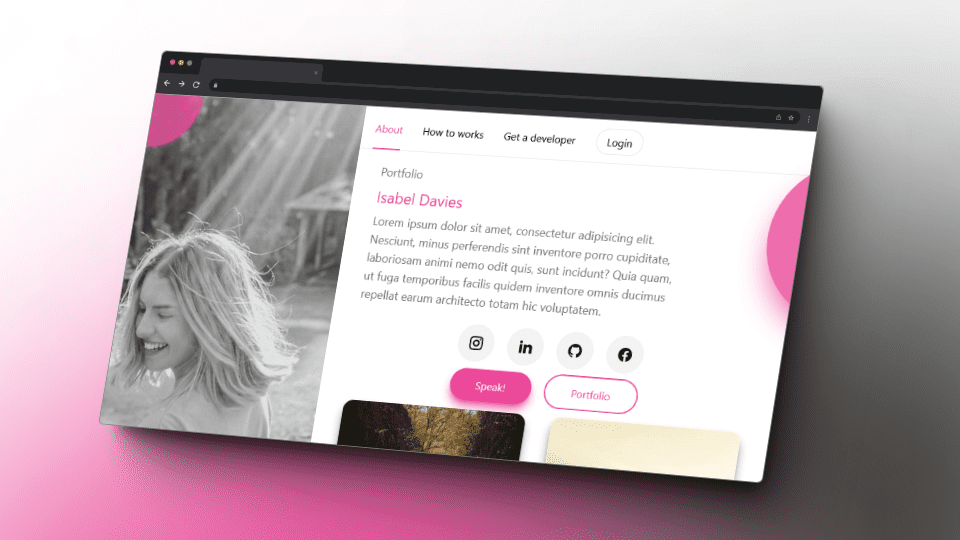 About How to works Get a developer Login
Portfolio
Isabel Davies
Lorem ipsum dolor sit amet, consectetur adipisicing elit.
Nesciunt, minus perferendis sint inventore porro cupiditate,
laboriosam animi nemo odit quis, sunt incidunt? Quia quam,
ut fuga temporibus facilis quidem inventore omnis ducimus
repellat earum architecto totam hic voluptatem.
Speak! Portfolio